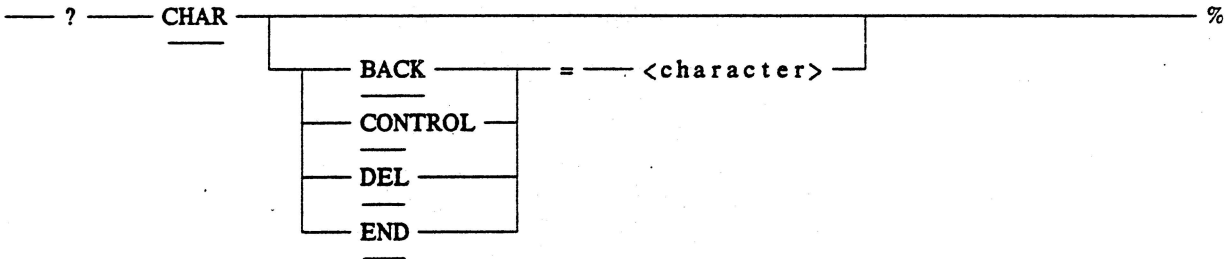 ? CHAR %
BACK = <character>
CONTROL
DEL
END